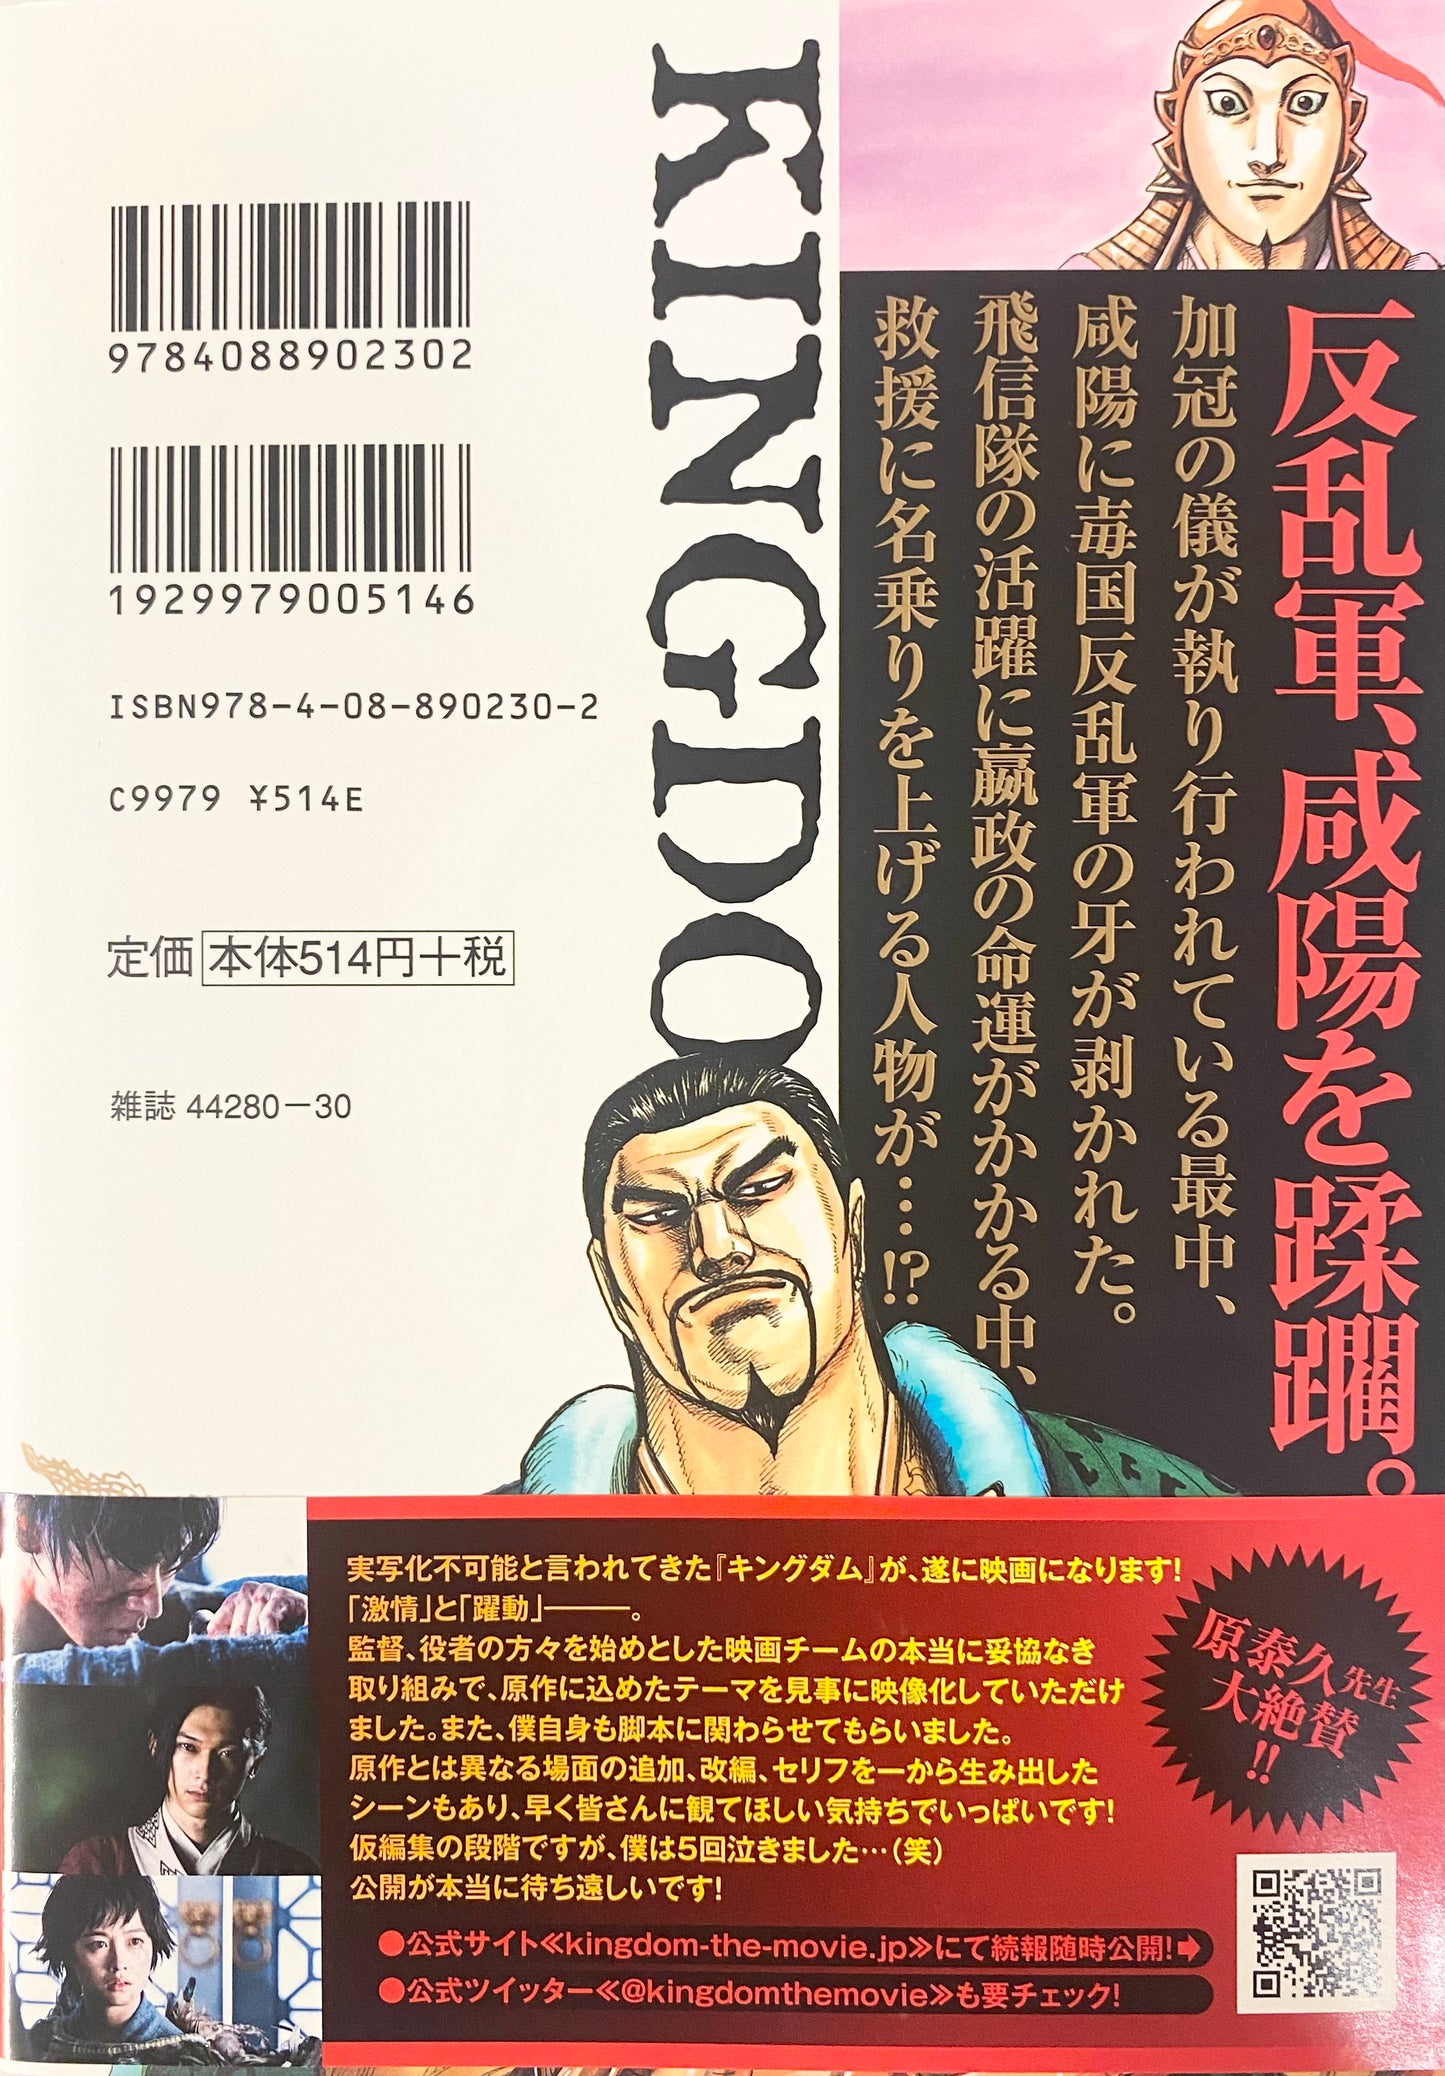 反乱軍、咸陽を蹂躙。
加冠の儀が執り行われている最中、
咸陽に毐国反乱軍の牙が剥かれた。
飛信隊の活躍に嬴政の命運がかかる中、
救援に名乗りを上げる人物が…!?
KINGDO
9784088902302
1929979005146
ISBN978-4-08-890230-2
C9979 ¥514E
定価 本体514円+税
雑誌 44280-30
実写化不可能と言われてきた『キングダム』が、遂に映画になります!
「激情」と「躍動」―――。
監督、役者の方々を始めとした映画チームの本当に妥協なき
取り組みで、原作に込めたテーマを見事に映像化していただけ
ました。また、僕自身も脚本に関わらせてもらいました。
原作とは異なる場面の追加、改編、セリフを一から生み出した
シーンもあり、早く皆さんに観てほしい気持ちでいっぱいです!
仮編集の段階ですが、僕は5回泣きました…(笑)
公開が本当に待ち遠しいです!
原泰久先生
大絶賛
!!
●公式サイト≪kingdom-the-movie.jp≫にて続報随時公開!➡
●公式ツイッター≪@kingdomthemovie≫も要チェック!